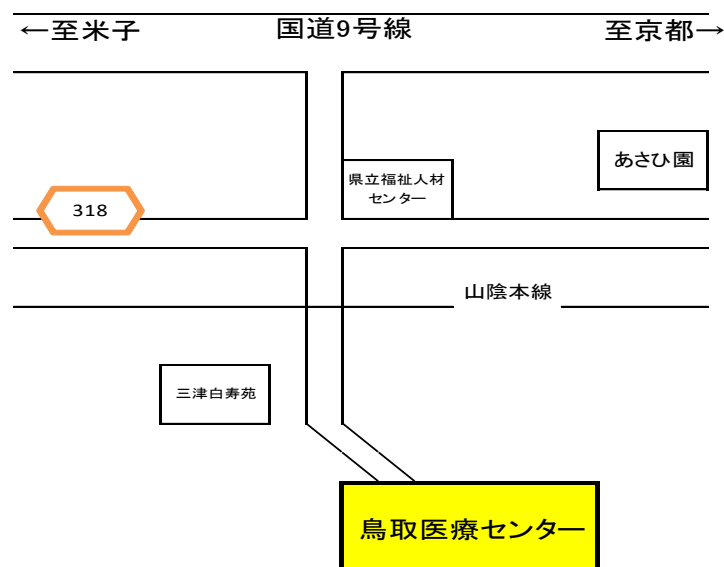 ←至米子 国道9号線 至京都→
あさひ園
県立福祉人材
センター
318
山陰本線
三津白寿苑
鳥取医療センター